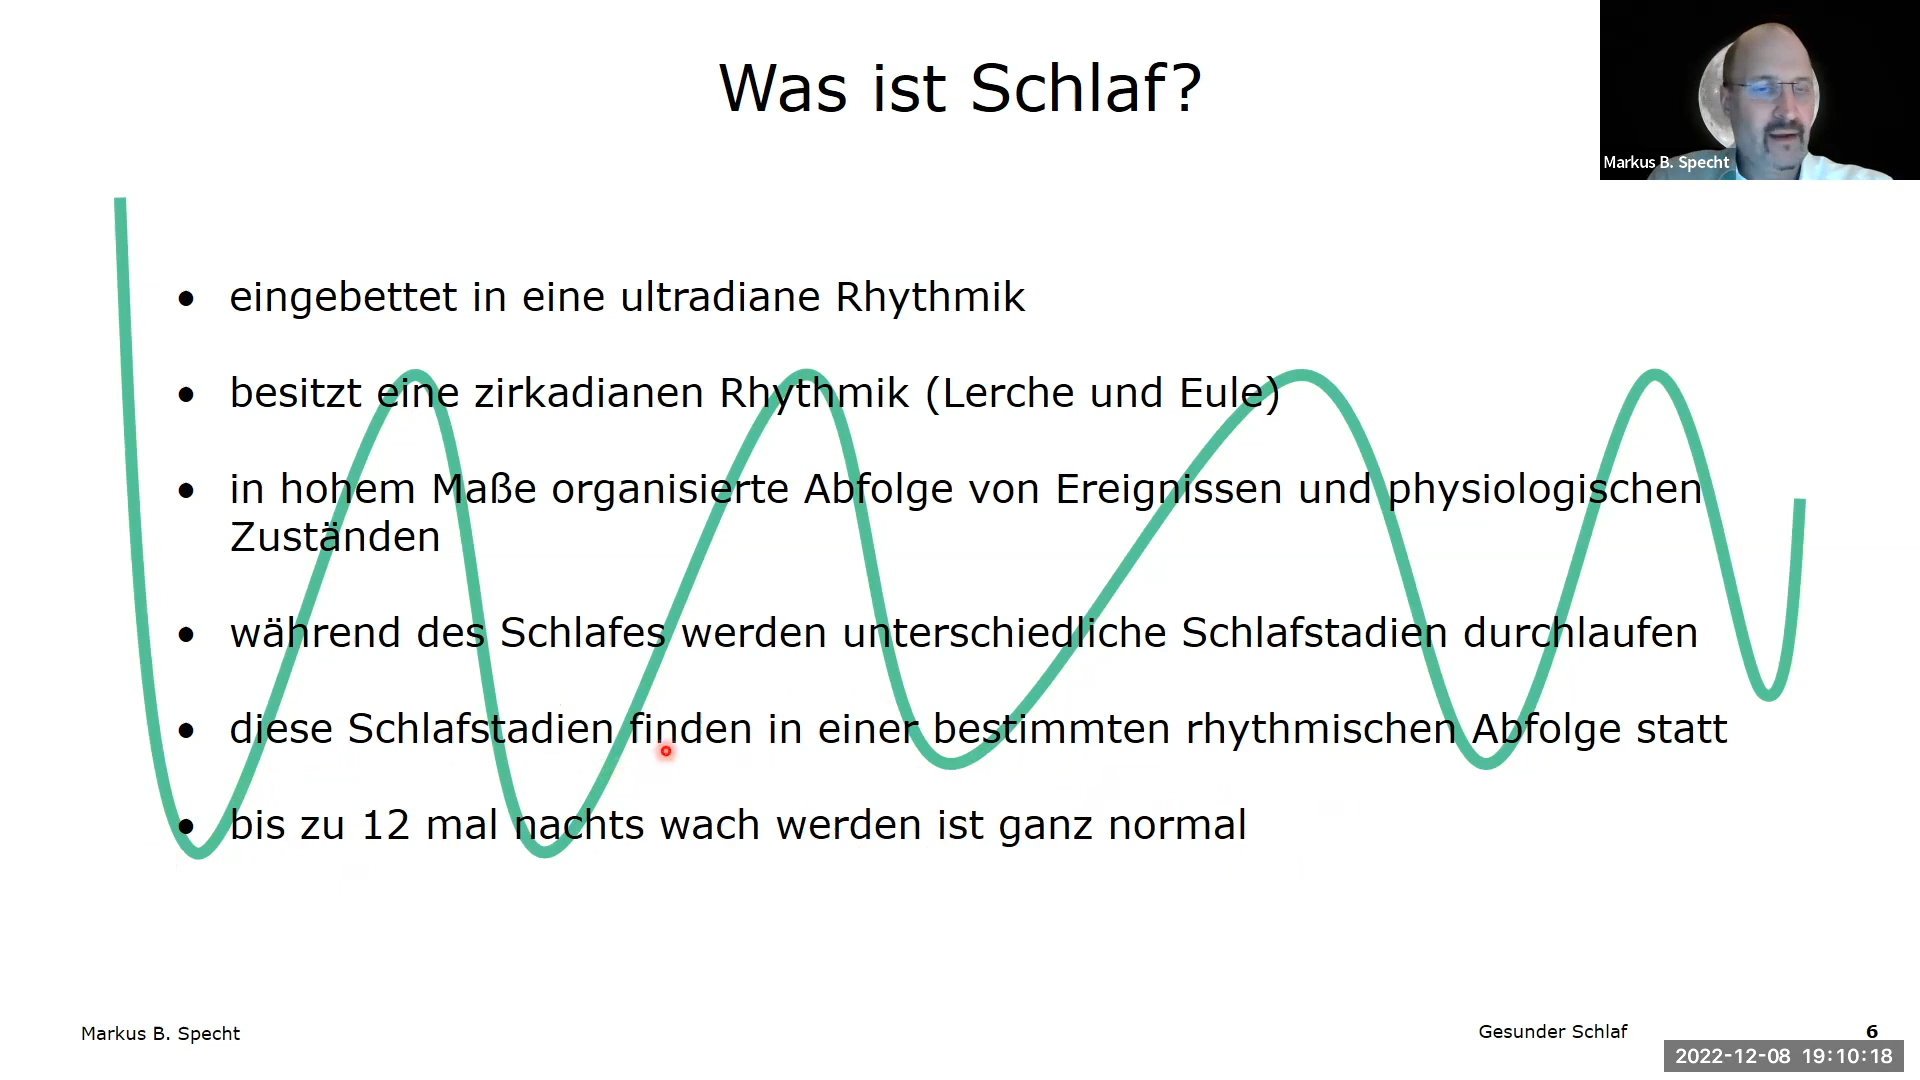 Was ist Schlaf?
Markus B. Specht
• eingebettet in eine ultradiane Rhythmik
• besitzt eine zirkadianen Rhythmik (Lerche und Eule)
• in hohem Maße organisierte Abfolge von Ereignissen und physiologischen
Zuständen
• während des Schlafes werden unterschiedliche Schlafstadien durchlaufen
• diese Schlafstadien finden in einer bestimmten rhythmischen Abfolge statt
• bis zu 12 mal nachts wach werden ist ganz normal
Markus B. Specht
Gesunder Schlaf
6
2022-12-08 19:10:18